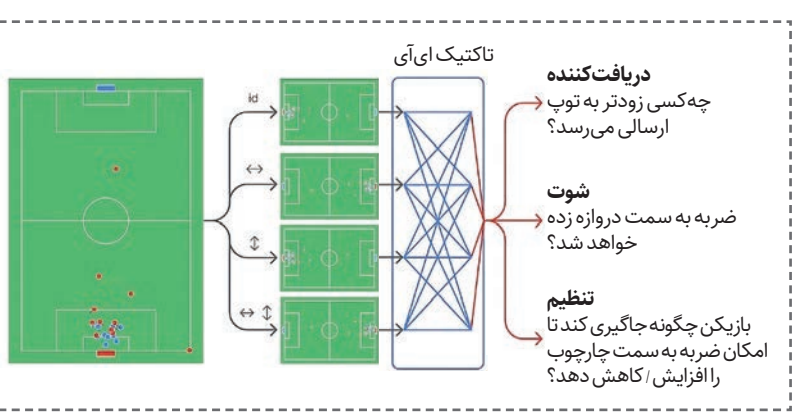 تاکتیک ای‌آی
دریافت‌کننده
چه‌کسی زودتر به توپ
ارسالی می‌رسد؟
id
↔
شوت
ضربه به سمت دروازه زده
خواهد شد؟
↕
تنظیم
↔ ↕
بازیکن چگونه جاگیری کند تا
امکان ضربه به سمت چارچوب
را افزایش / کاهش دهد؟